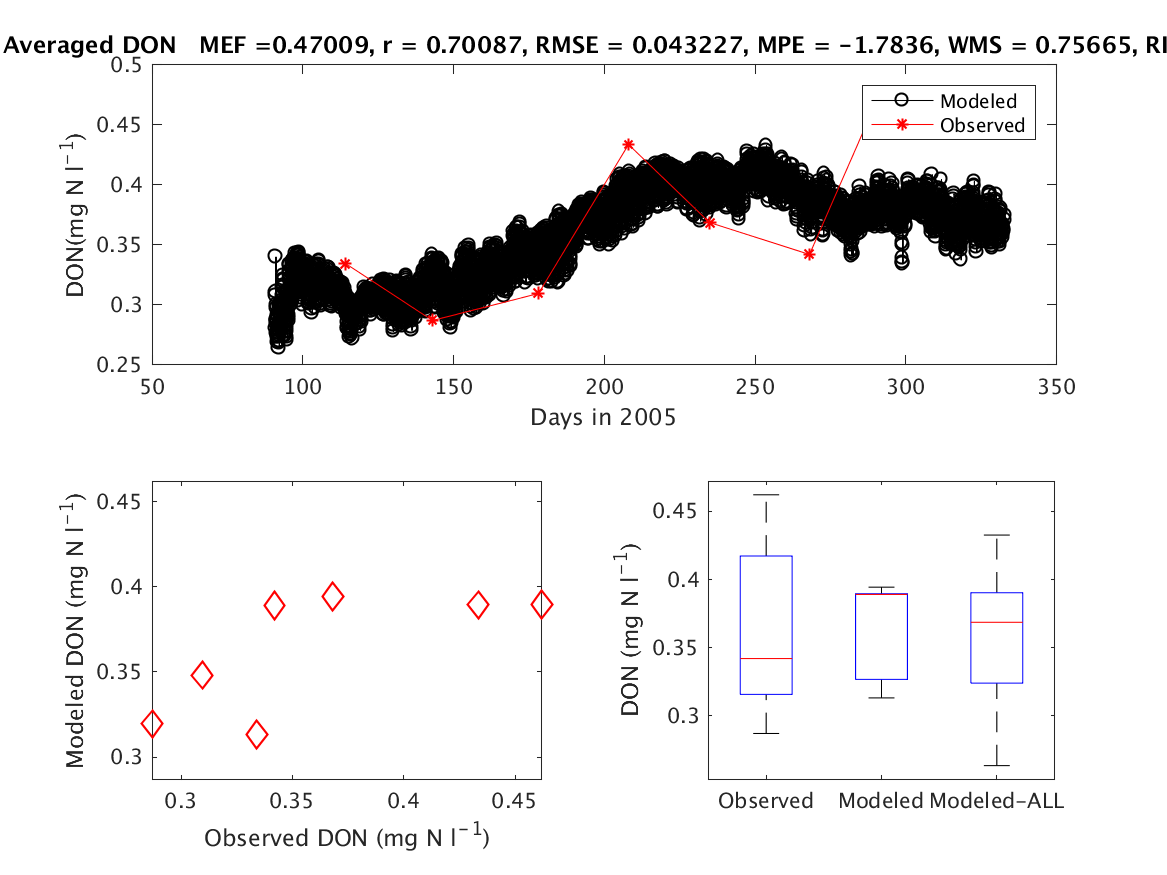 Averaged DON   MEF =0.47009, r = 0.70087, RMSE = 0.043227, MPE = -1.7836, WMS = 0.75665, RI
0.5
0.45
0.4
0.35
0.3
0.25
DON(mg N l⁻¹)
Modeled
Observed
50 100 150 200 250 300 350
Days in 2005
0.45
0.4
0.35
0.3
Modeled DON (mg N l⁻¹)
0.3 0.35 0.4 0.45
Observed DON (mg N l⁻¹)
0.45
0.4
0.35
0.3
DON (mg N l⁻¹)
Observed Modeled Modeled-ALL